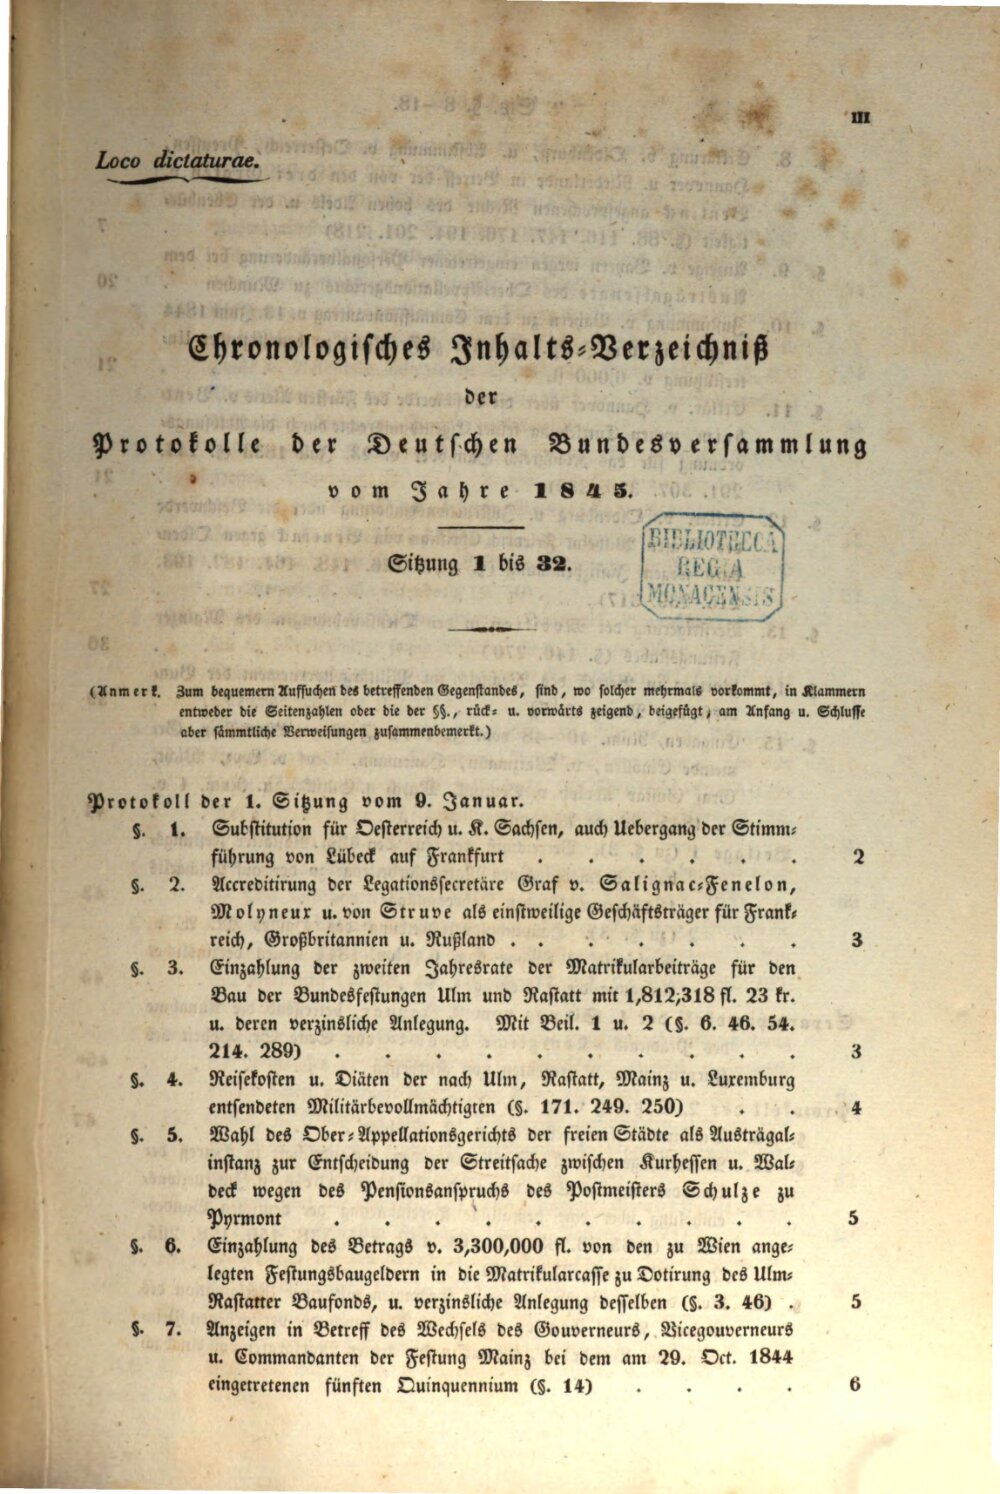 III
Loco dictaturae.
Chronologisches Inhalts-Verzeichniß
der
Protokolle der Deutschen Bundesversammlung
vom Jahre 1845.
Sitzung 1 bis 32.
BIBLIOTHECA
REGIA
MONACENSIS
(Anmerk. Zum bequemern Auffuchen des betreffenden Gegenstandes, sind, wo solcher mehrmals vorkommt, in Klammern
entweder die Seitenzahlen oder die der §§., rück- u. vorwärts zeigend, beigefügt, am Anfang u. Schlusse
aber sämmtliche Verweisungen zusammenbemerkt.)
Protokoll der 1. Sitzung vom 9. Januar.
§. 1. Substitution für Oesterreich u. K. Sachsen, auch Uebergang der Stimm-
führung von Lübeck auf Frankfurt . . . . . . 2
§. 2. Accreditirung der Legationssecretäre Graf v. Salignac-Fenelon,
Molyneux u. von Struve als einstweilige Geschäftsträger für Frank-
reich, Großbritannien u. Rußland . . . . . . . 3
§. 3. Einzahlung der zweiten Jahresrate der Matrikularbeiträge für den
Bau der Bundesfestungen Ulm und Rastatt mit 1,812,318 fl. 23 kr.
u. deren verzinsliche Anlegung. Mit Beil. 1 u. 2 (§. 6. 46. 54.
214. 289) . . . . . . . . . . 3
§. 4. Reisekosten u. Diäten der nach Ulm, Rastatt, Mainz u. Luxemburg
entsendeten Militärbevollmächtigten (§. 171. 249. 250) . . 4
§. 5. Wahl des Ober-Appellationsgerichts der freien Städte als Austrägal-
instanz zur Entscheidung der Streitsache zwischen Kurhessen u. Wal-
deck wegen des Pensionsanspruchs des Postmeisters Schulze zu
Pyrmont . . . . . . . . . . 5
§. 6. Einzahlung des Betrags v. 3,300,000 fl. von den zu Wien ange-
legten Festungsbaugeldern in die Matrikularcasse zu Dotirung des Ulm-
Rastatter Baufonds, u. verzinsliche Anlegung desselben (§. 3. 46) . 5
§. 7. Anzeigen in Betreff des Wechsels des Gouverneurs, Vicegouverneurs
u. Commandanten der Festung Mainz bei dem am 29. Oct. 1844
eingetretenen fünften Quinquennium (§. 14) . . . . 6